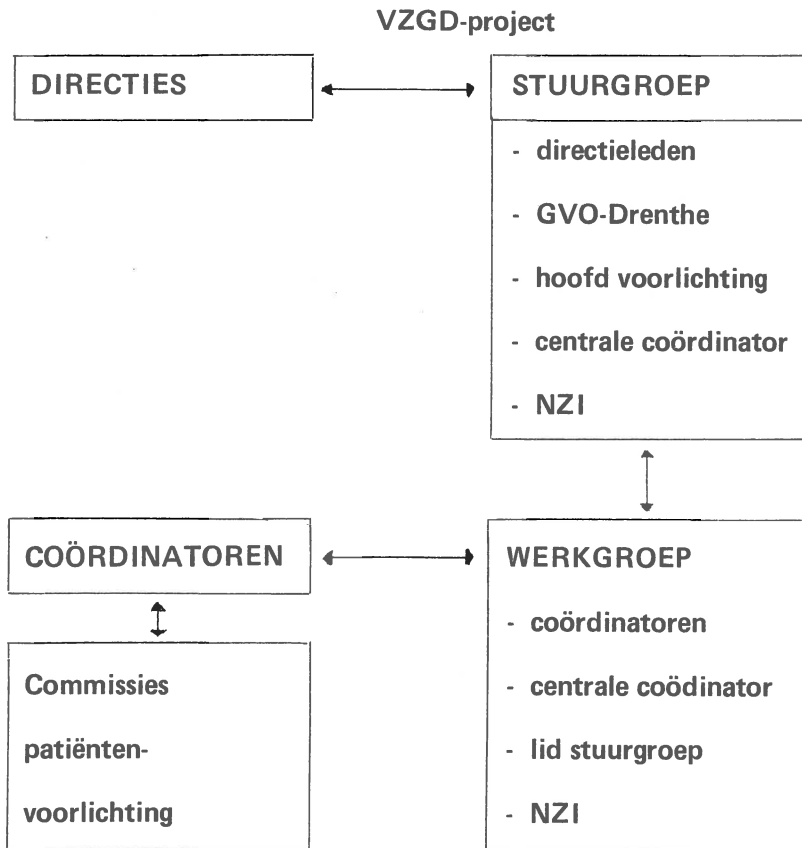 VZGD-project
DIRECTIES
STUURGROEP
- directieleden
- GVO-Drenthe
- hoofd voorlichting
- centrale coördinator
- NZI
COÖRDINATOREN
Commissies
patiënten-
voorlichting
WERKGROEP
- coördinatoren
- centrale coödinator
- lid stuurgroep
- NZI